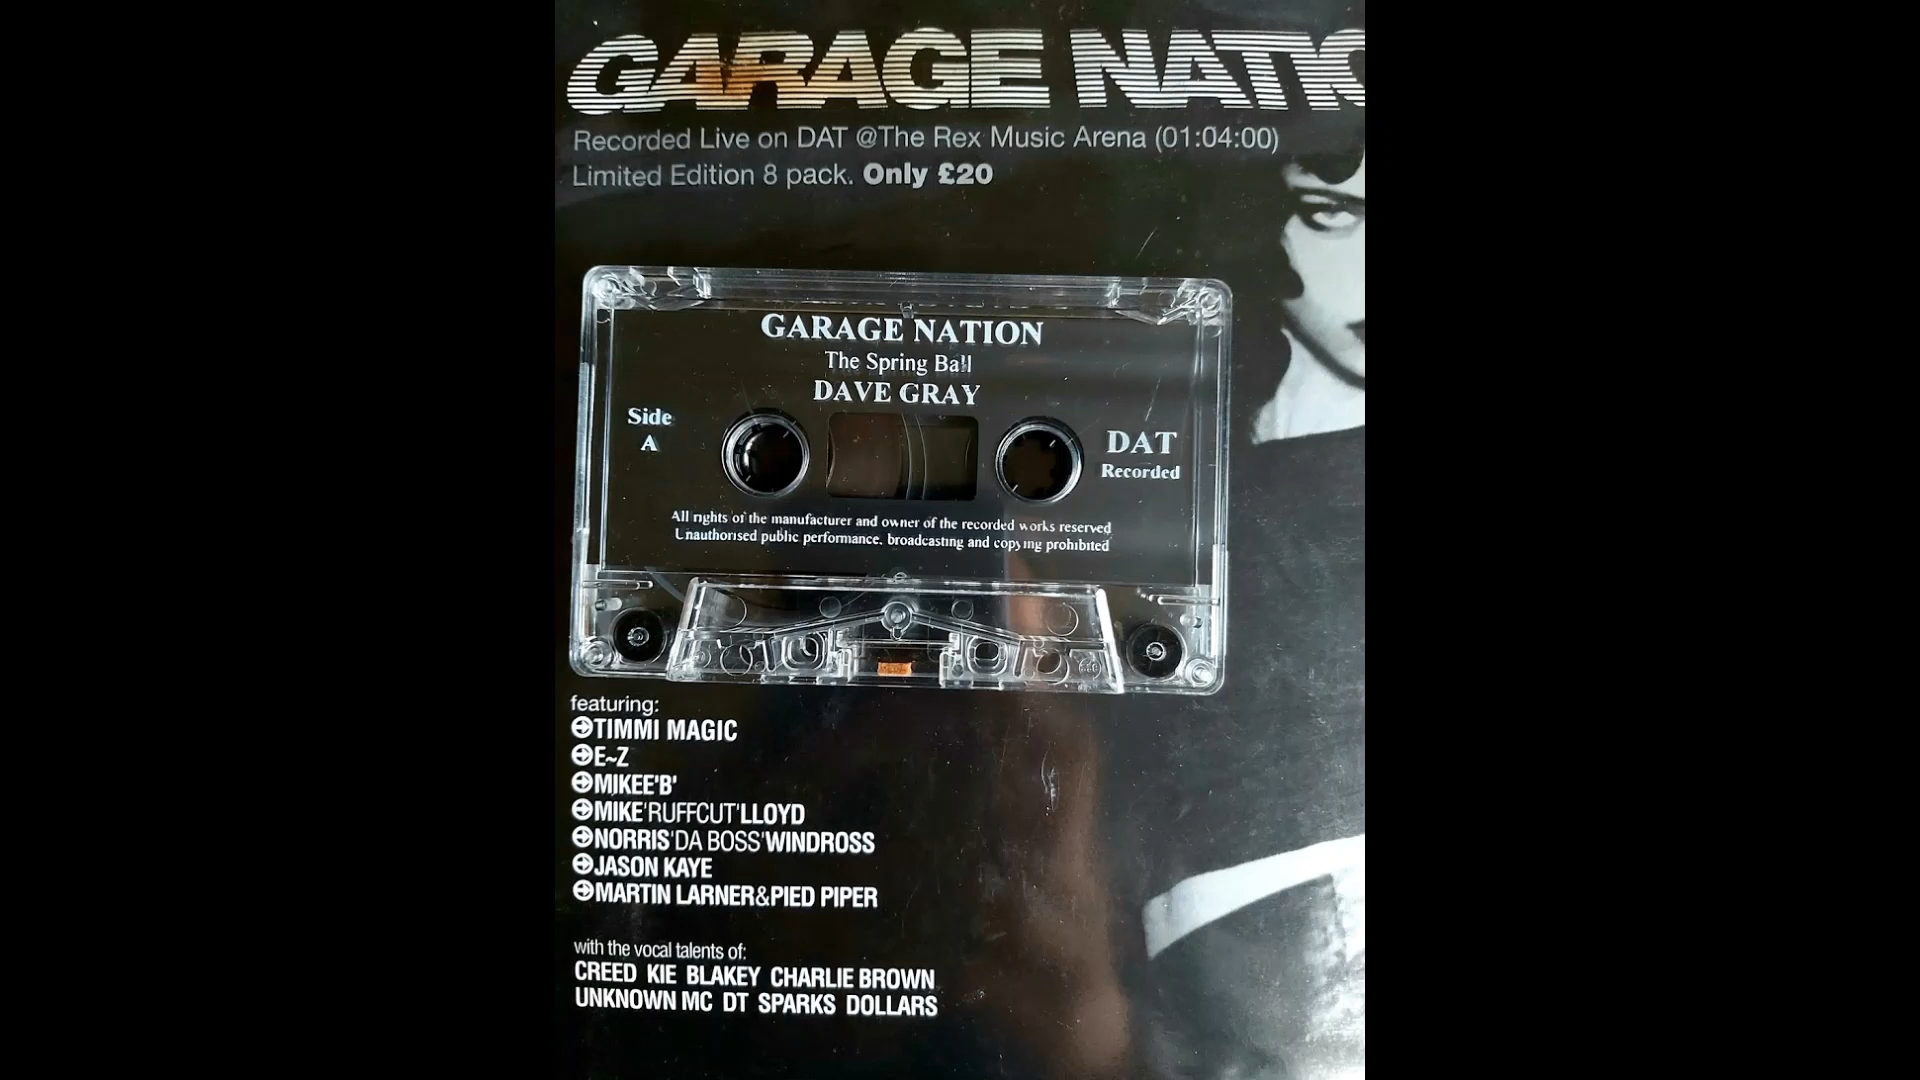 GARAGE NATIO
Recorded Live on DAT @The Rex Music Arena (01:04:00)
Limited Edition 8 pack. Only £20
GARAGE NATION
The Spring Ball
DAVE GRAY
Side
A
DAT
Recorded
All rights of the manufacturer and owner of the recorded works reserved
Unauthorised public performance. broadcasting and copying prohibited
featuring:
TIMMI MAGIC
E~Z
MIKEE'B'
MIKE'RUFFCUT'LLOYD
NORRIS'DA BOSS'WINDROSS
JASON KAYE
MARTIN LARNER&PIED PIPER
with the vocal talents of:
CREED KIE BLAKEY CHARLIE BROWN
UNKNOWN MC DT SPARKS DOLLARS